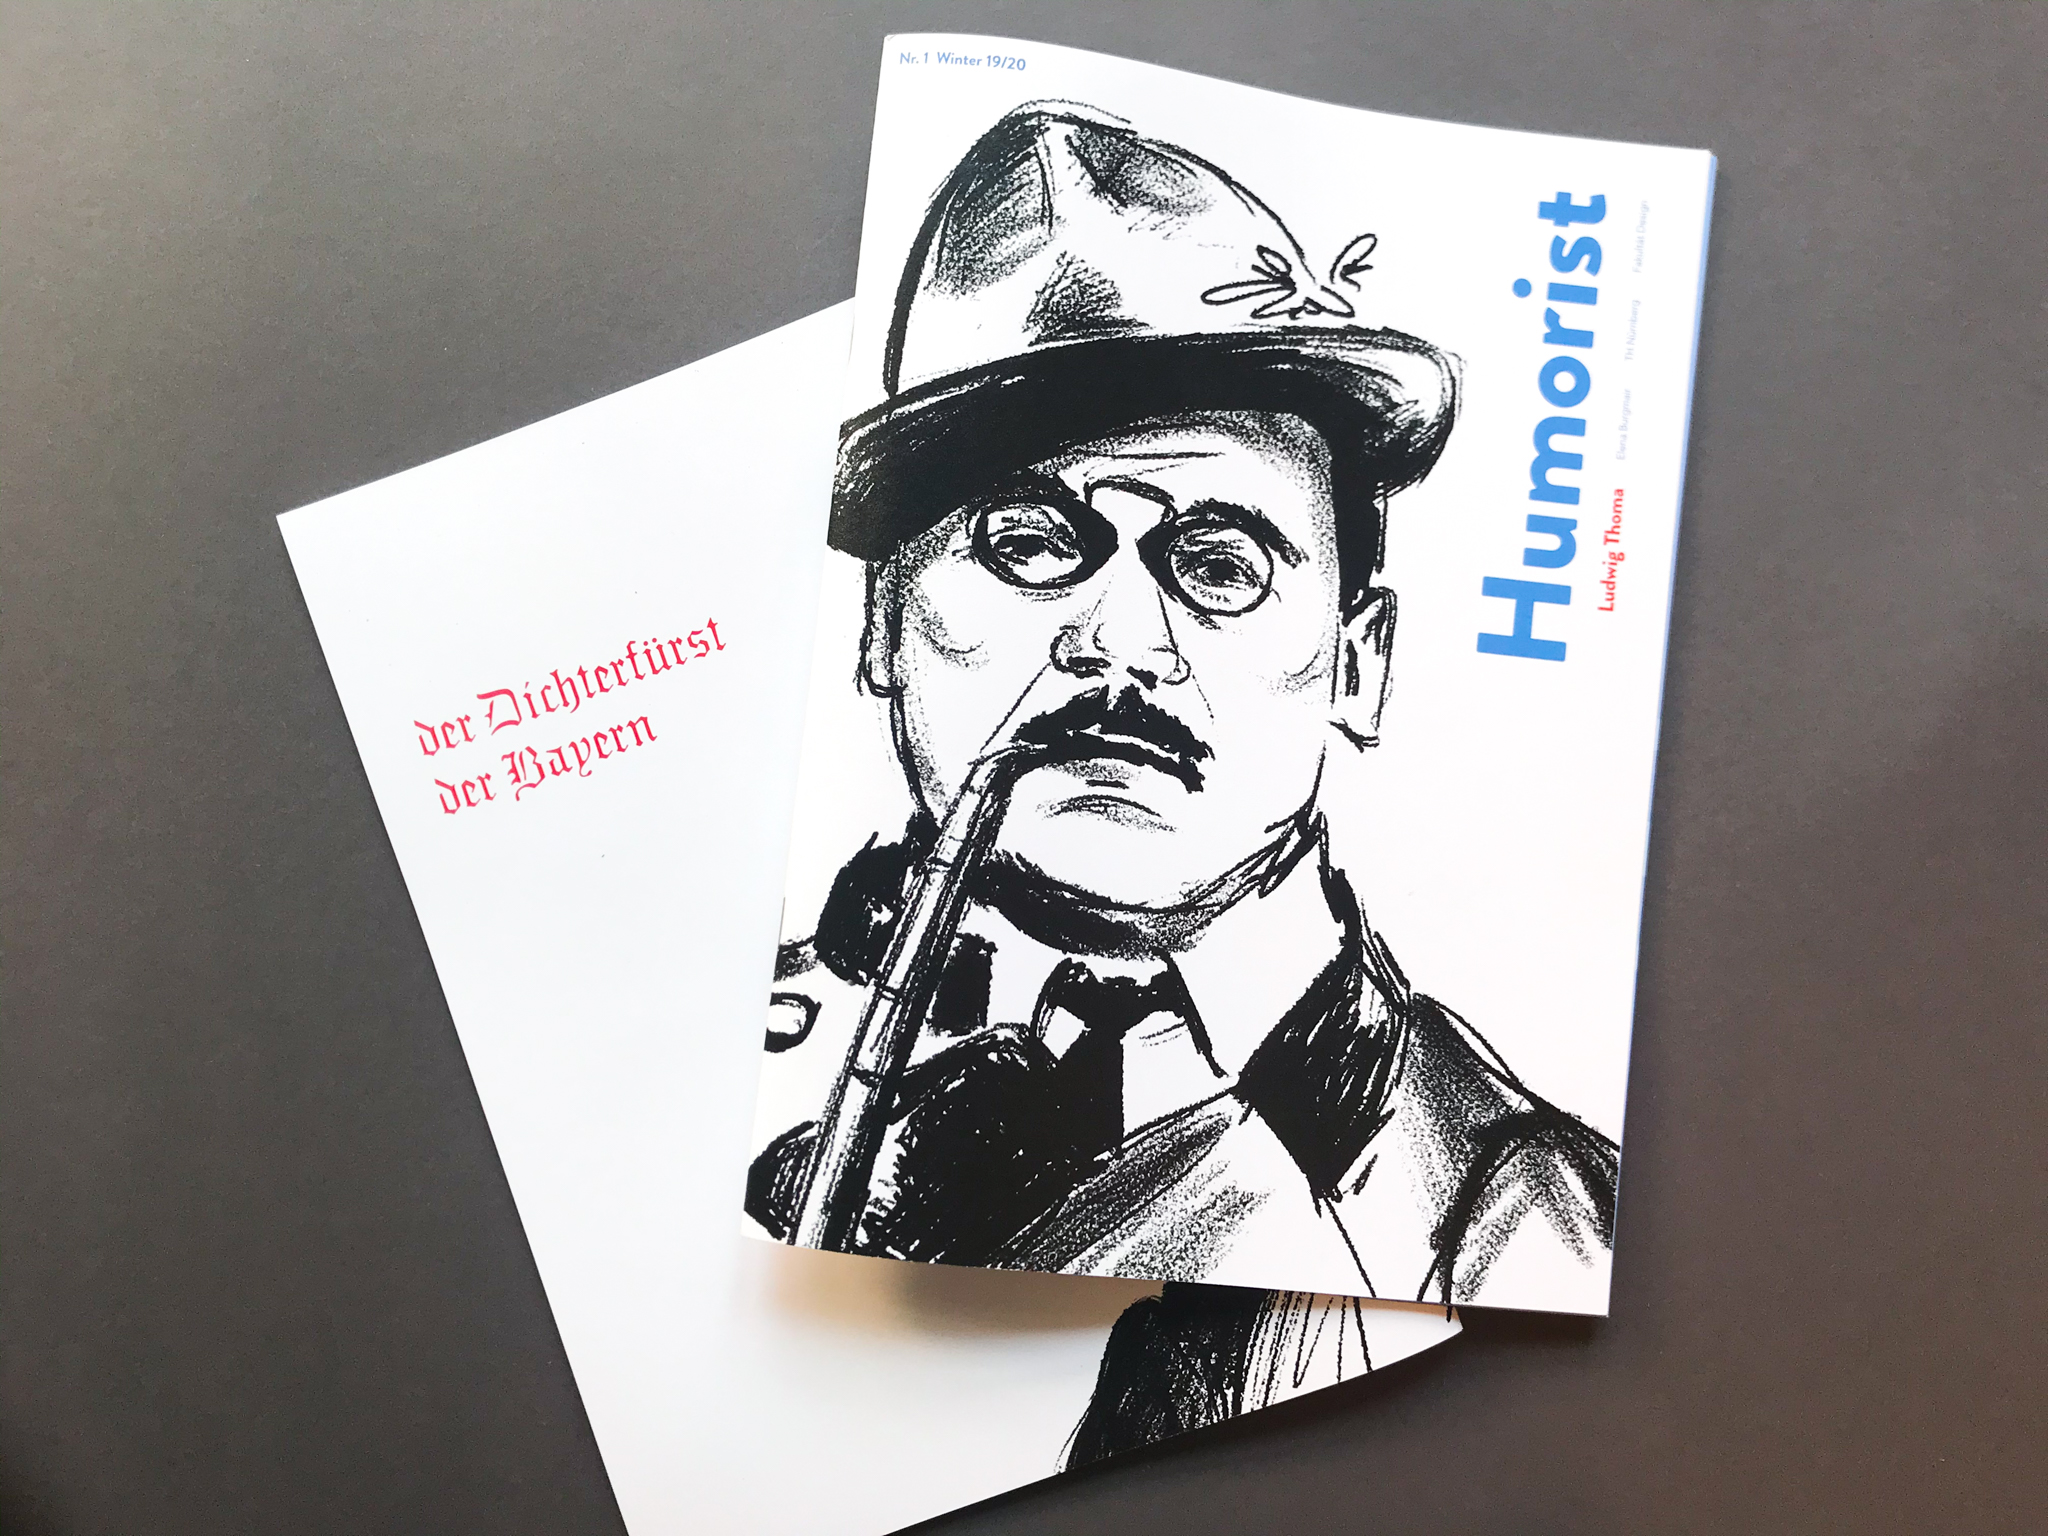 Nr. 1 Winter 19/20
Humorist
Ludwig Thoma Elena Burgmair TH Nürnberg Fakultät Design
der Dichterfürst
der Bayern